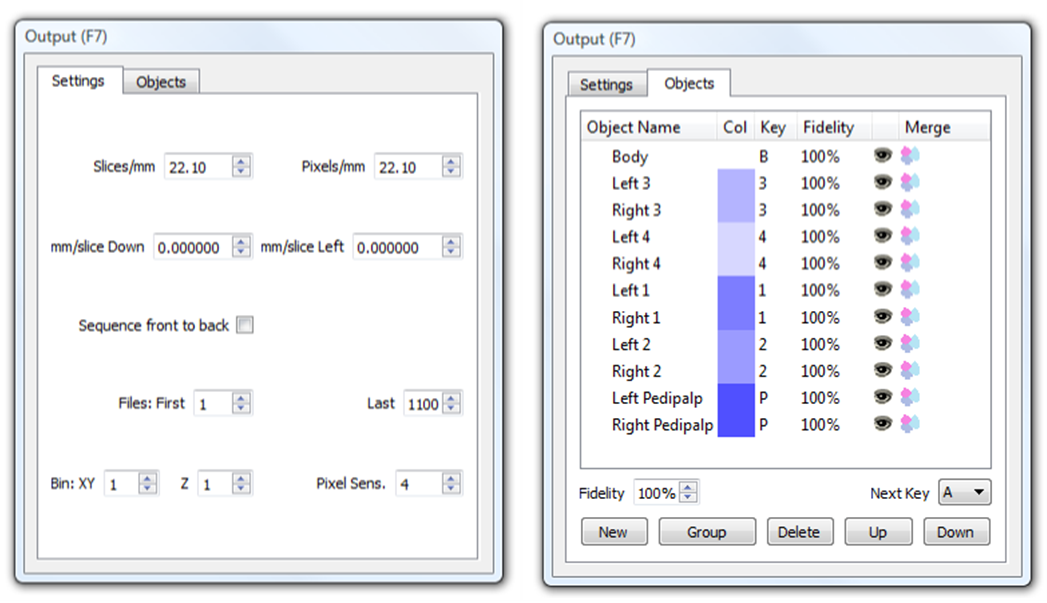 Output (F7)
Settings Objects
Slices/mm 22.10 Pixels/mm 22.10
mm/slice Down 0.000000 mm/slice Left 0.000000
Sequence front to back
Files: First 1 Last 1100
Bin: XY 1 Z 1 Pixel Sens. 4
Output (F7)
Settings Objects
Object Name Col Key Fidelity Merge
Body B 100%
Left 3 3 100%
Right 3 3 100%
Left 4 4 100%
Right 4 4 100%
Left 1 1 100%
Right 1 1 100%
Left 2 2 100%
Right 2 2 100%
Left Pedipalp P 100%
Right Pedipalp P 100%
Fidelity 100% Next Key A
New Group Delete Up Down